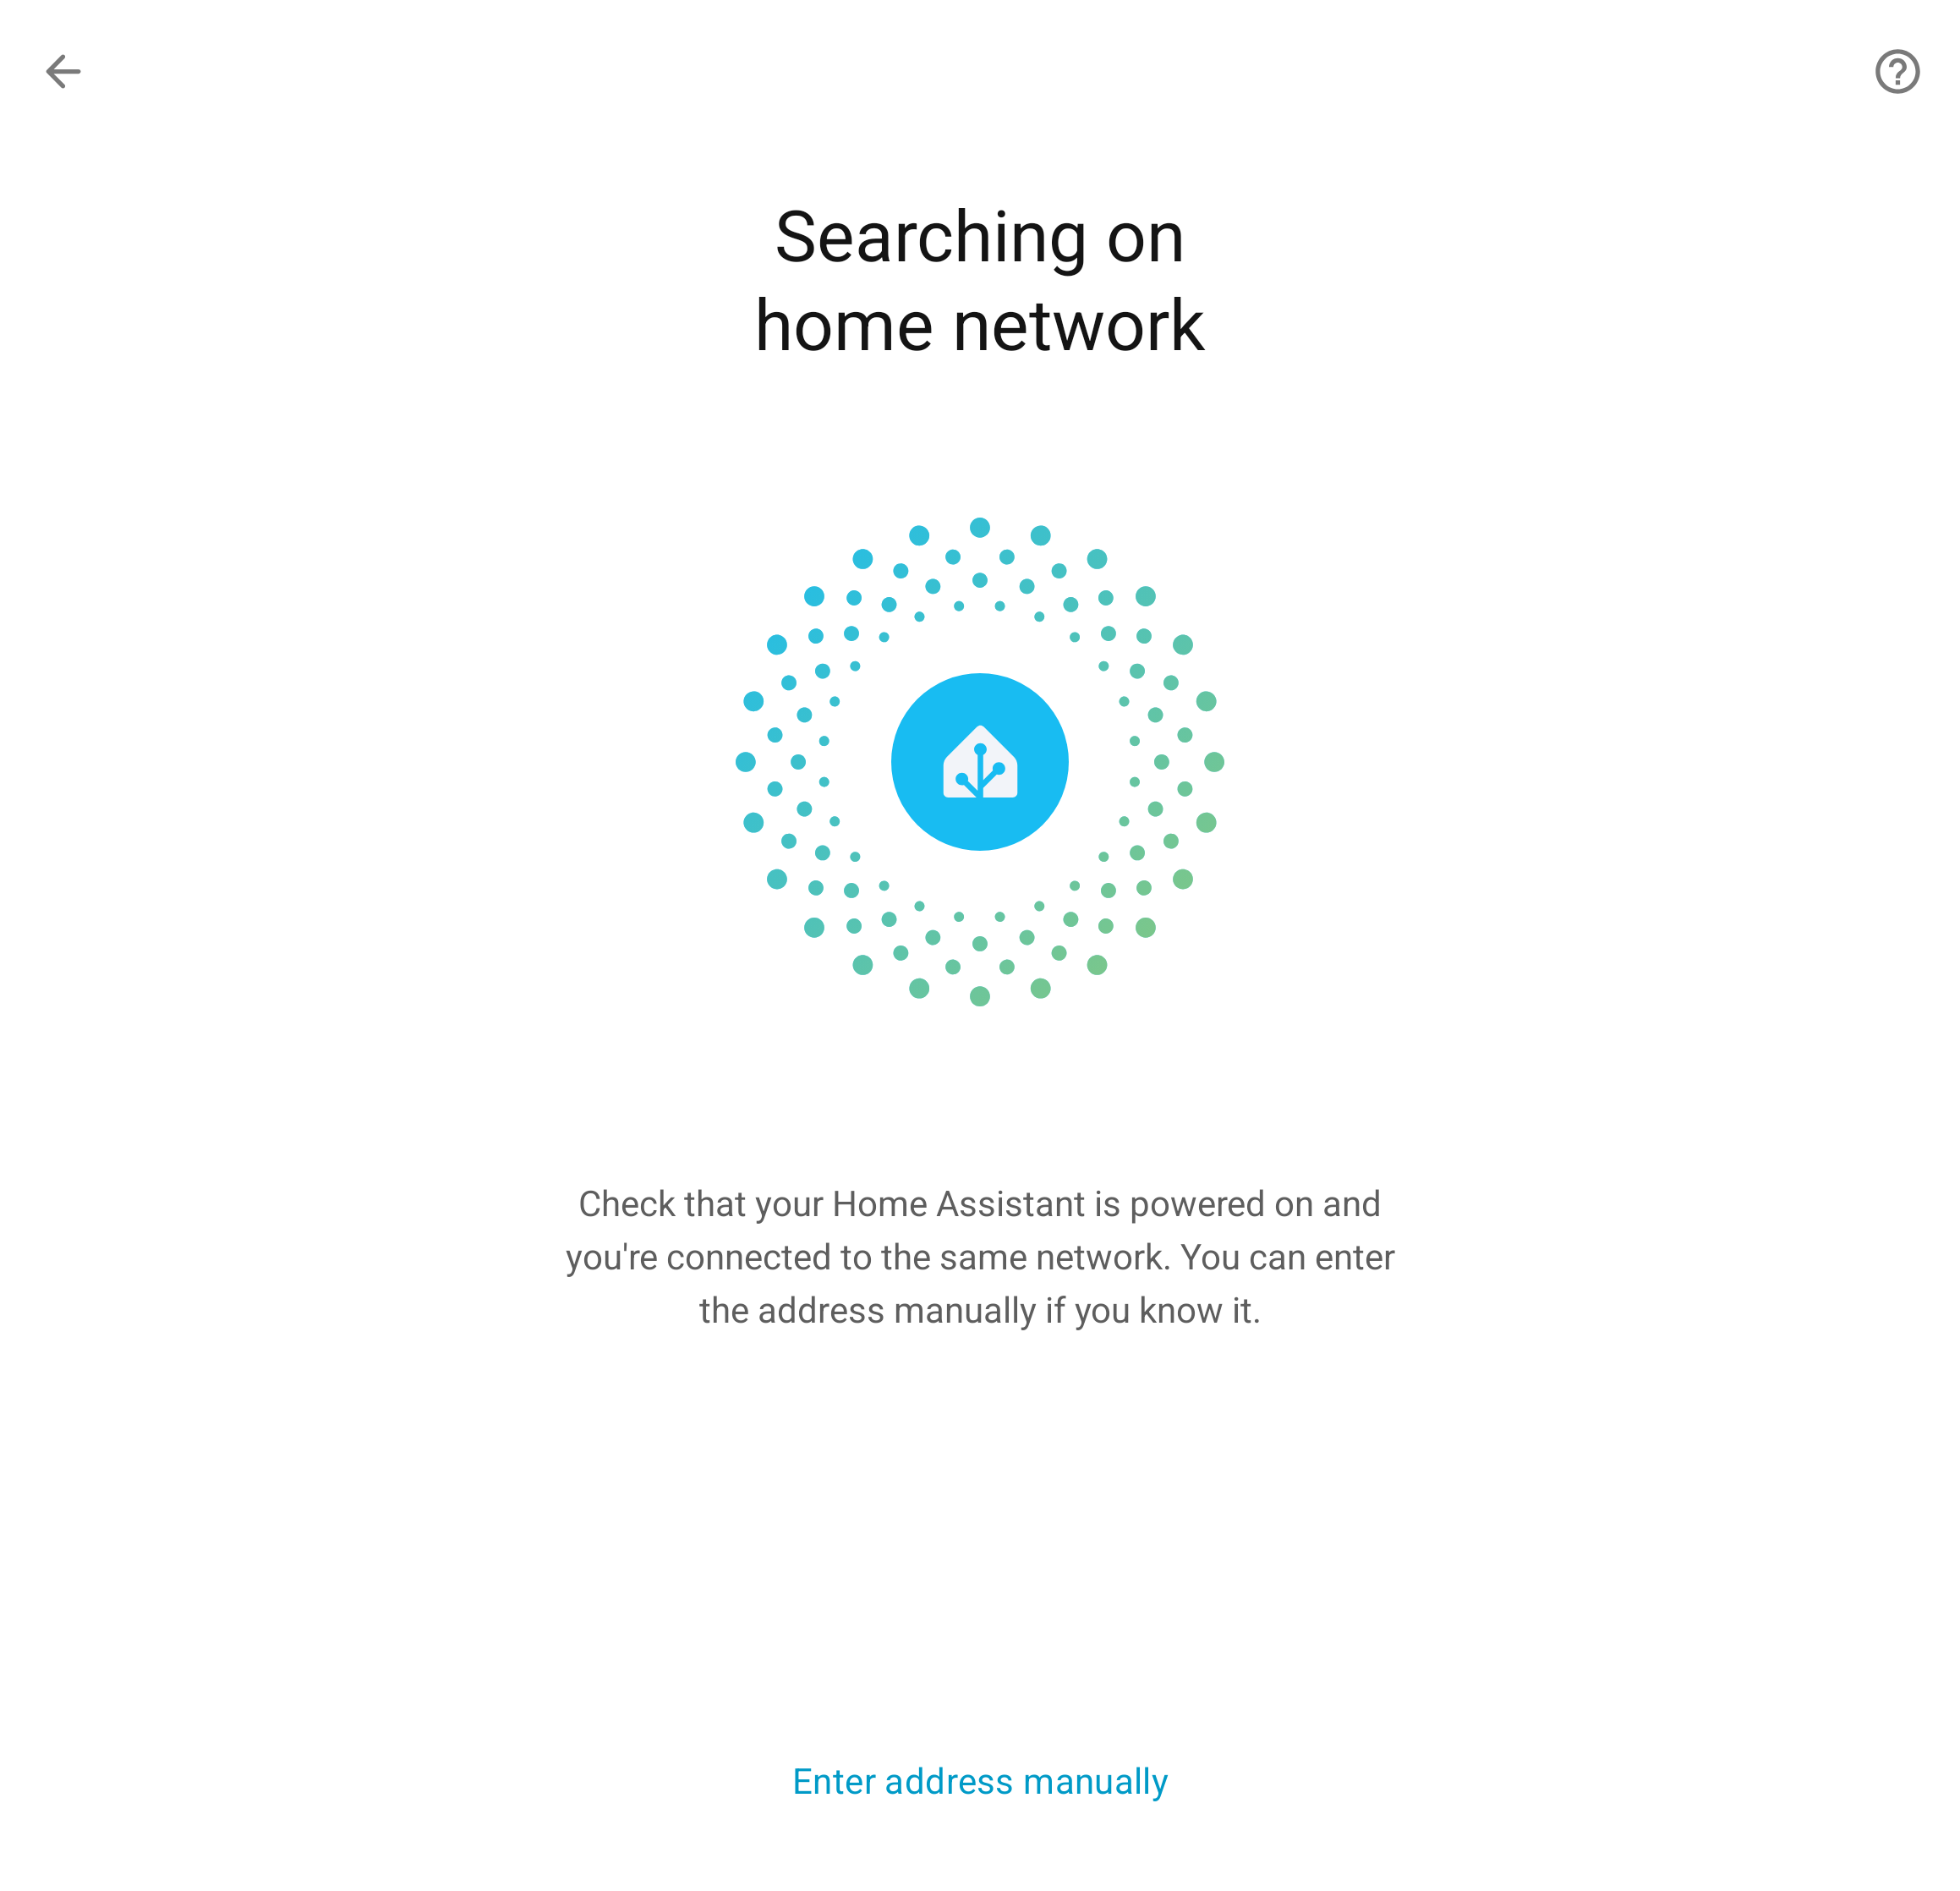 Searching on
home network
Check that your Home Assistant is powered on and
you're connected to the same network. You can enter
the address manually if you know it.
Enter address manually